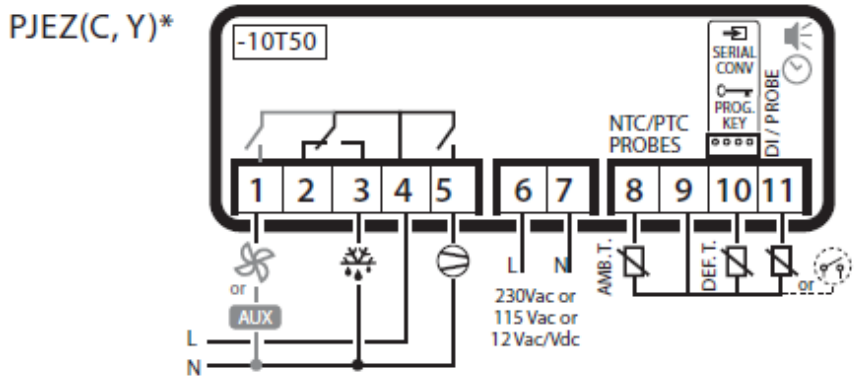 PJEZ(C, Y)*
-10T50
SERIAL
CONV
PROG.
KEY
DI / PROBE
NTC/PTC
PROBES
1 2 3 4 5 6 7 8 9 10 11
or
AUX
L
N
L N
230Vac or
115 Vac or
12 Vac/Vdc
AMB. T.
DEF. T.
or